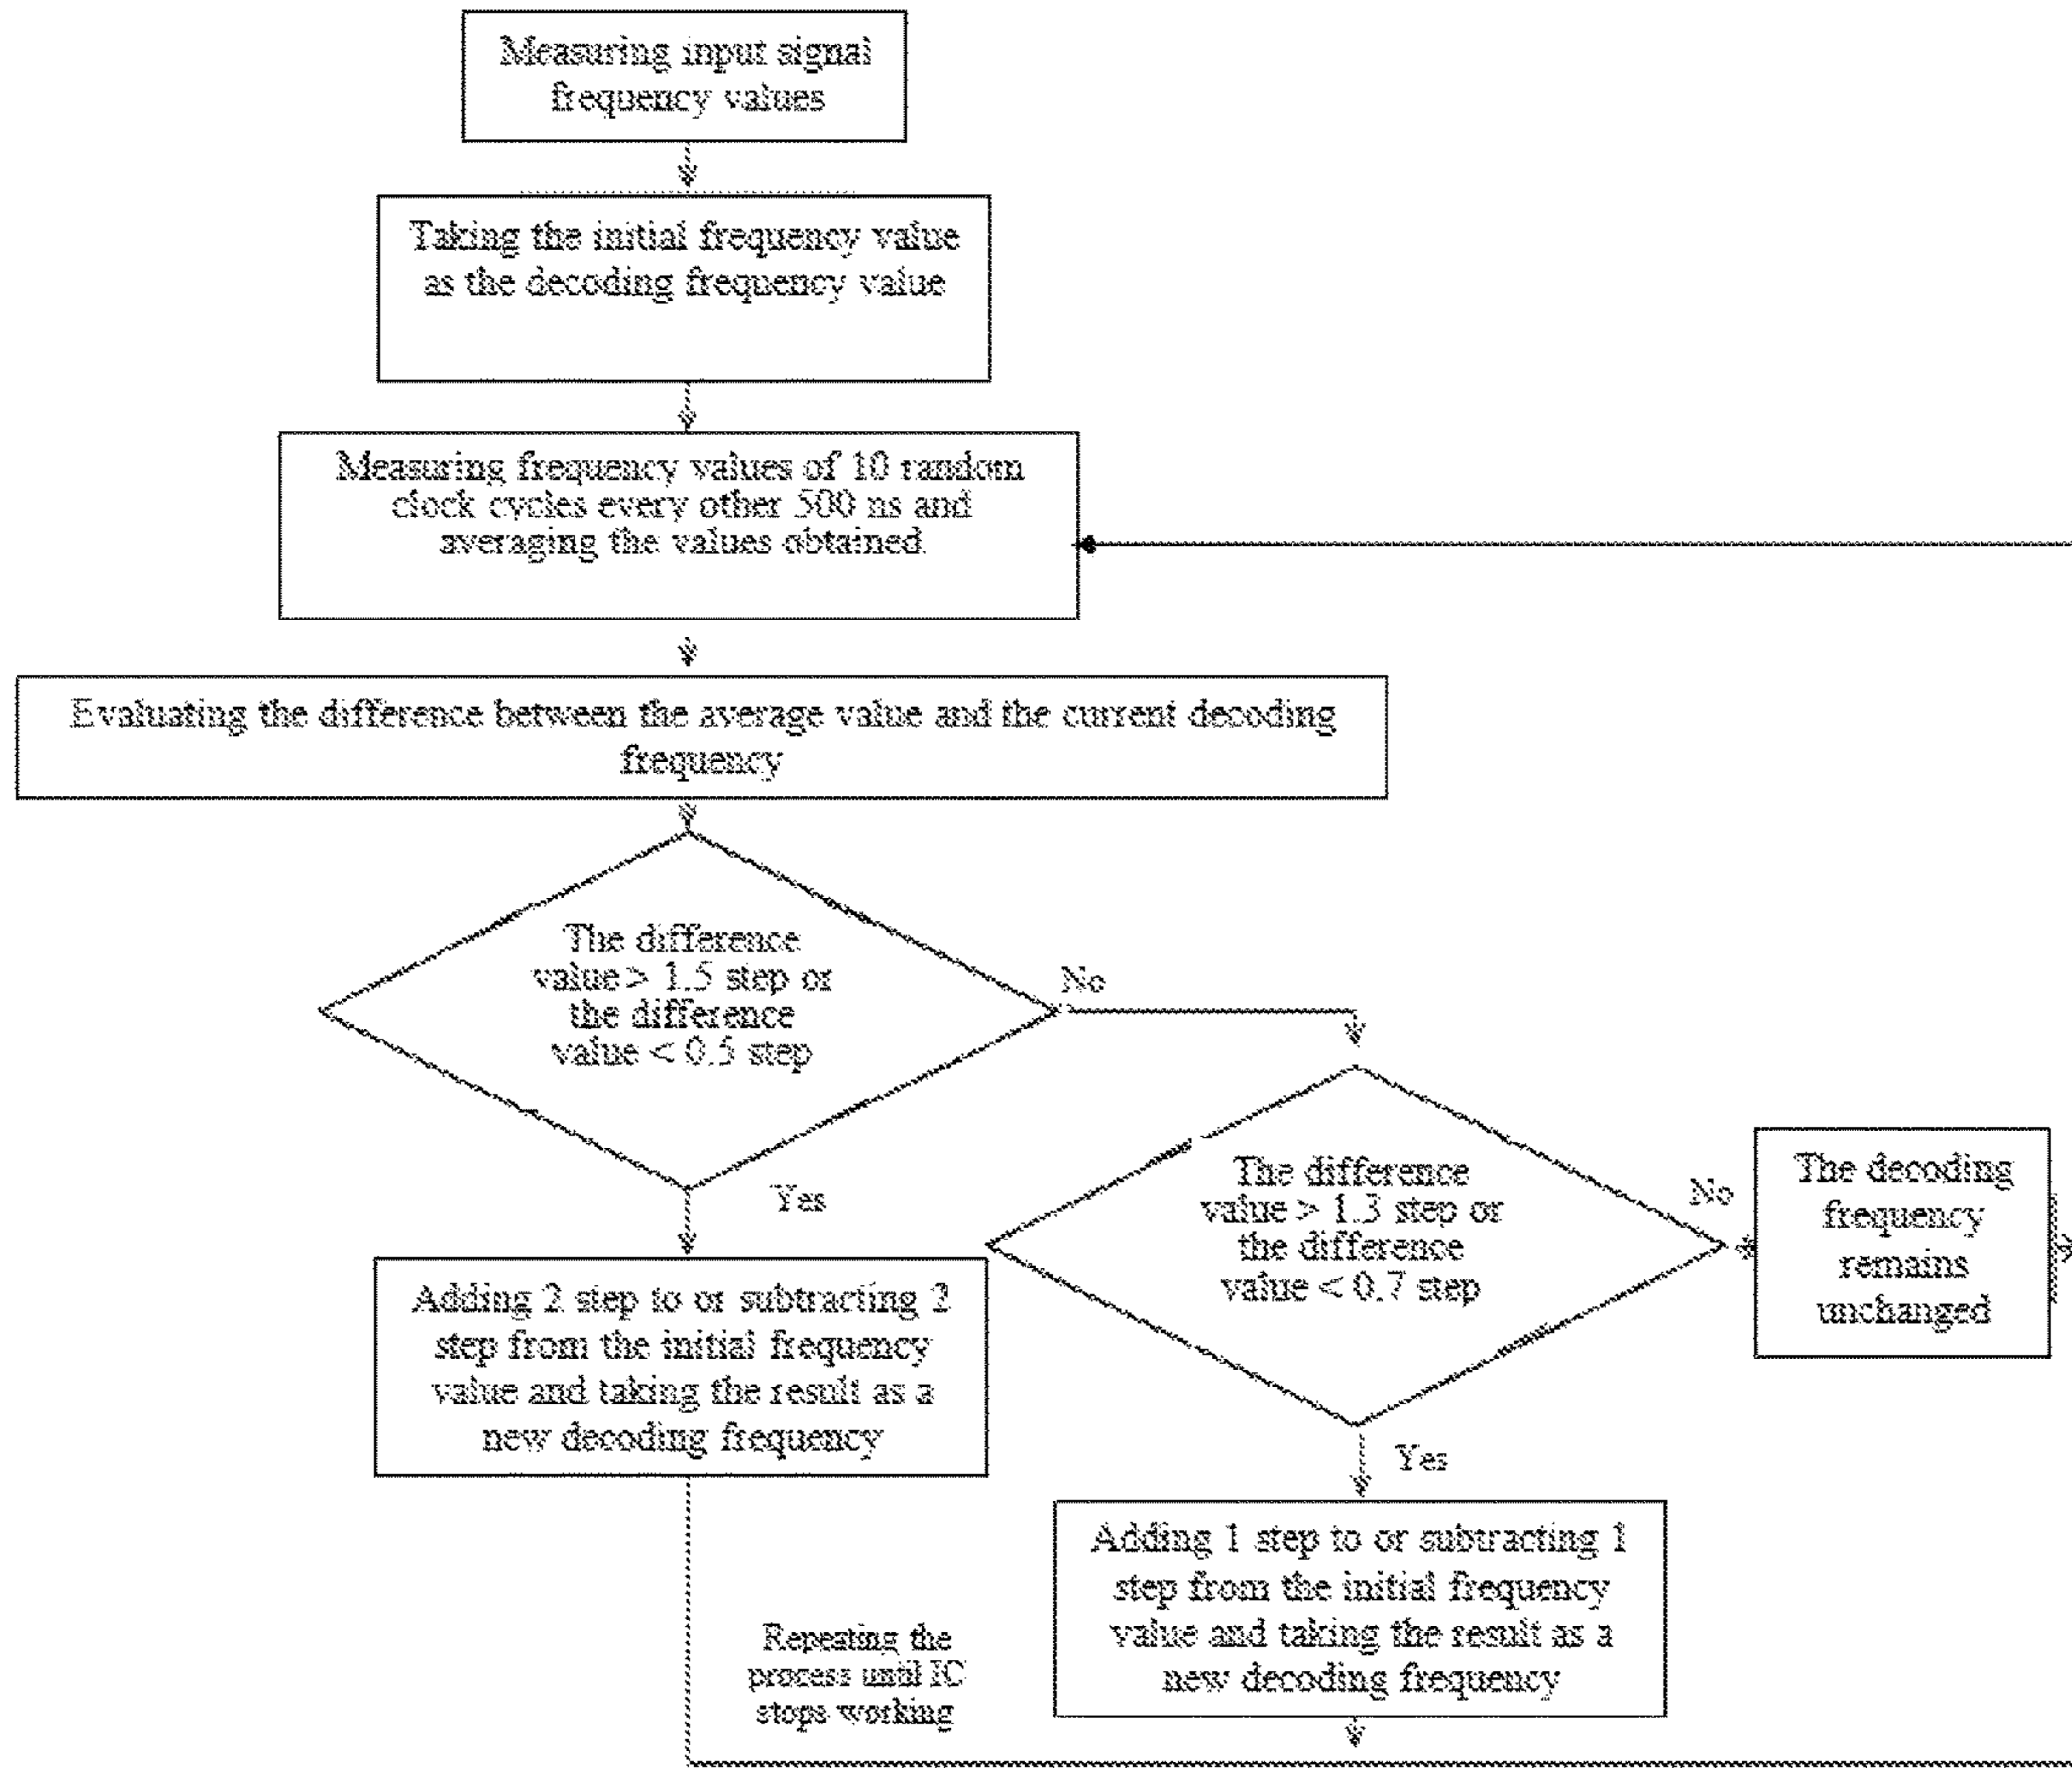 Measuring input signal
frequency values
Taking the initial frequency value
as the decoding frequency value
Measuring frequency values of 10 random
clock cycles every other 500 ns and
averaging the values obtained.
Evaluating the difference between the average value and the current decoding
frequency
The difference
value > 1.5 step or
the difference
value < 0.5 step
No
Yes
The difference
value > 1.3 step or
the difference
value < 0.7 step
No
The decoding
frequency
remains
unchanged
Adding 2 step to or subtracting 2
step from the initial frequency
value and taking the result as a
new decoding frequency
Yes
Adding 1 step to or subtracting 1
step from the initial frequency
value and taking the result as a
new decoding frequency
Repeating the
process until IC
stops working